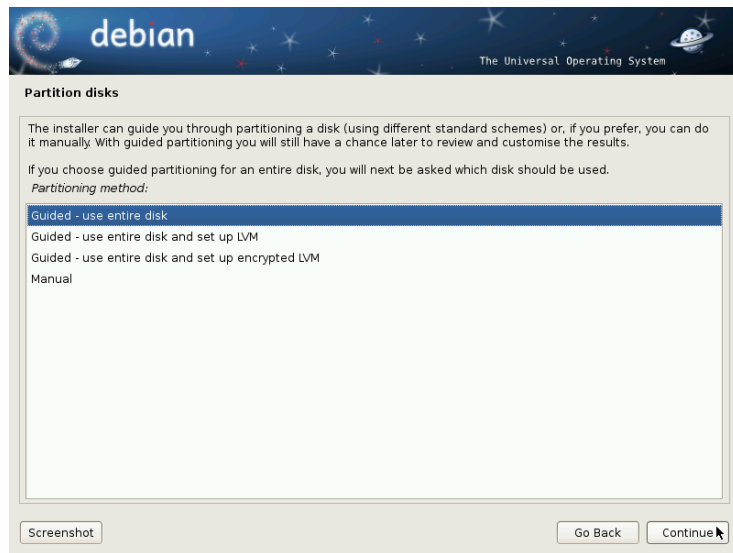 debian
The Universal Operating System
Partition disks
The installer can guide you through partitioning a disk (using different standard schemes) or, if you prefer, you can do
it manually. With guided partitioning you will still have a chance later to review and customise the results.
If you choose guided partitioning for an entire disk, you will next be asked which disk should be used.
Partitioning method:
Guided - use entire disk
Guided - use entire disk and set up LVM
Guided - use entire disk and set up encrypted LVM
Manual
Screenshot
Go Back
Continue